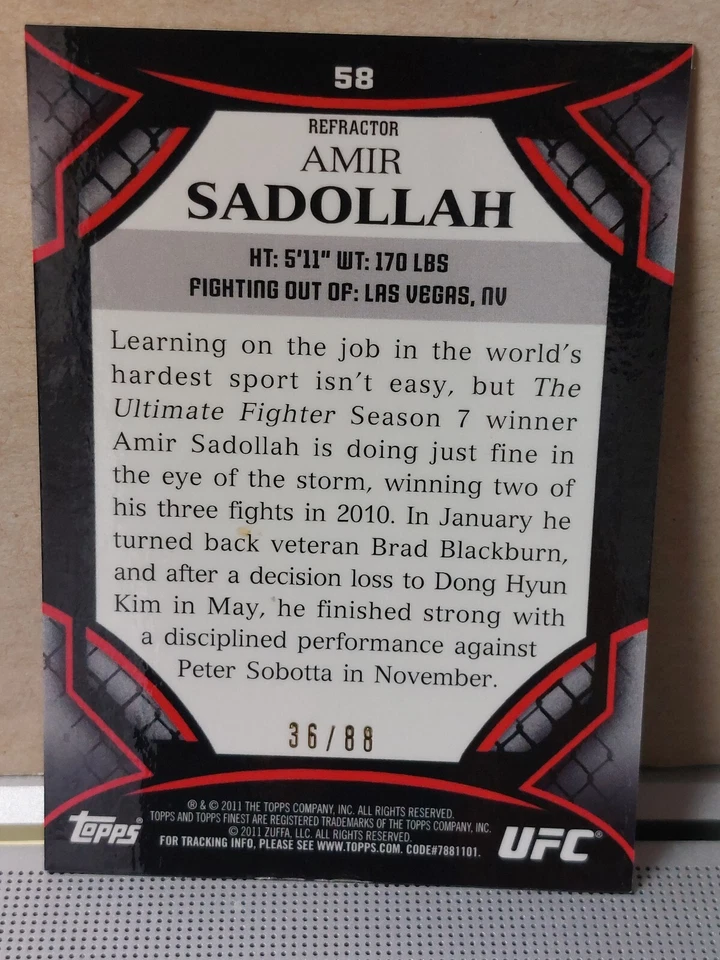 58
REFRACTOR
AMIR
SADOLLAH
HT: 5'11" WT: 170 LBS
FIGHTING OUT OF: LAS VEGAS, NV
Learning on the job in the world's
hardest sport isn't easy, but The
Ultimate Fighter Season 7 winner
Amir Sadollah is doing just fine in
the eye of the storm, winning two of
his three fights in 2010. In January he
turned back veteran Brad Blackburn,
and after a decision loss to Dong Hyun
Kim in May, he finished strong with
a disciplined performance against
Peter Sobotta in November.
36/88
® & © 2011 THE TOPPS COMPANY, INC. ALL RIGHTS RESERVED.
TOPPS AND TOPPS FINEST ARE REGISTERED TRADEMARKS OF THE TOPPS COMPANY, INC.
© 2011 ZUFFA, LLC. ALL RIGHTS RESERVED.
FOR TRACKING INFO, PLEASE SEE WWW.TOPPS.COM. CODE#7881101.
Topps®
UFC®